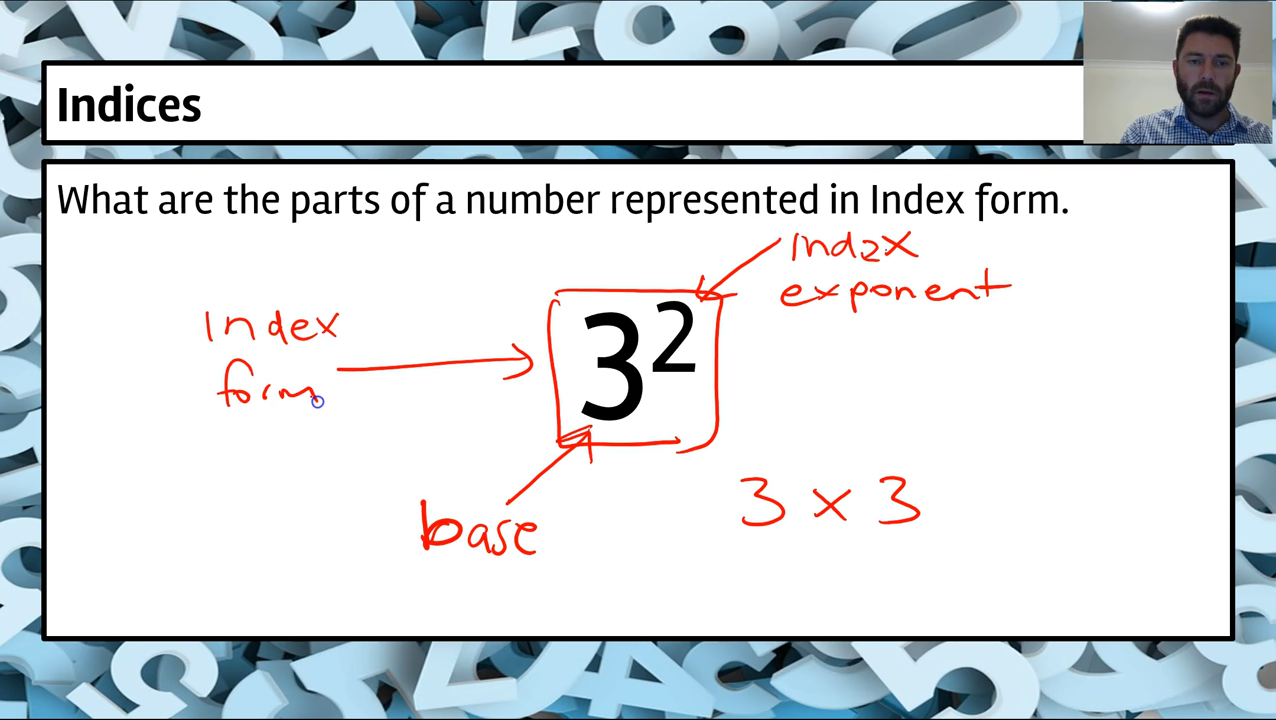 Indices
What are the parts of a number represented in Index form.
Index
exponent
Index
form
3²
base
3 x 3